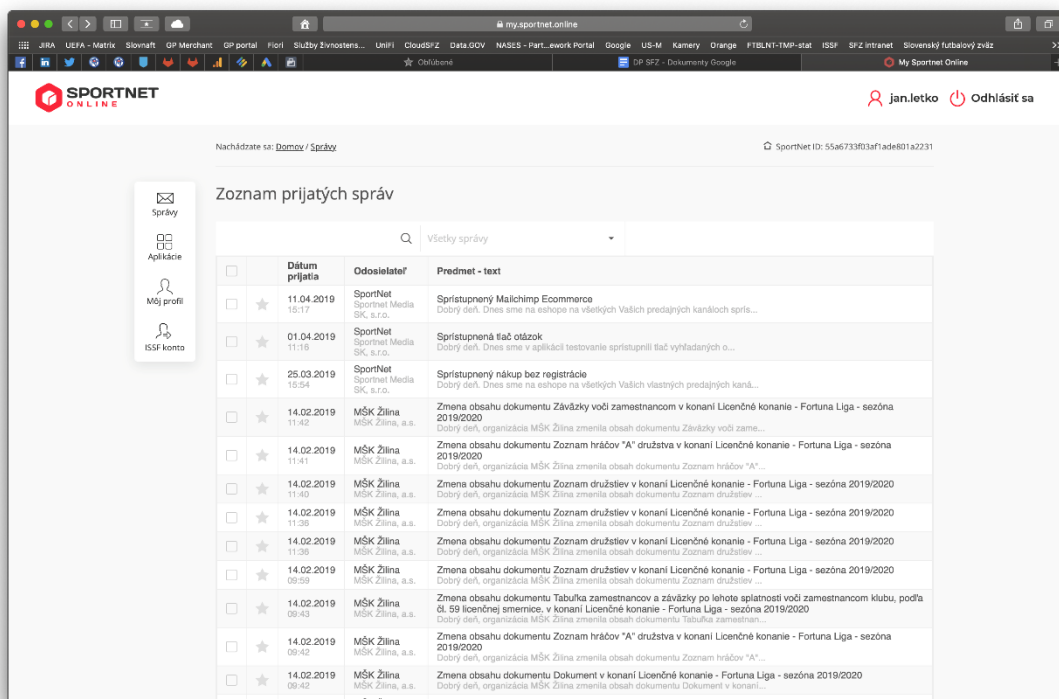 my.sportnet.online
JIRA UEFA - Matrix Slovnaft GP Merchant GP portal Fiori Služby živnostens... UniFi CloudSFZ Data.GOV NASES - Part...ework Portal Google US-M Kamery Orange FTBLNT-TMP-stat ISSF SFZ intranet Slovenský futbalový zväz
Obľúbené
DP SFZ - Dokumenty Google
My Sportnet Online
SPORTNET
ONLINE
jan.letko
Odhlásiť sa
Nachádzate sa: Domov / Správy
SportNet ID: 55a6733f03af1ade801a2231
Správy
Aplikácie
Môj profil
ISSF konto
Zoznam prijatých správ
Všetky správy
Dátum prijatia Odosielateľ Predmet - text
11.04.2019 SportNet Sprístupnený Mailchimp Ecommerce
15:17 Sportnet Media SK, s.r.o. Dobrý deň. Dnes sme na eshope na všetkých Vašich predajných kanáloch sprís...
01.04.2019 SportNet Sprístupnená tlač otázok
11:16 Sportnet Media SK, s.r.o. Dobrý deň. Dnes sme v aplikácii testovanie sprístupnili tlač vyhľadaných o...
25.03.2019 SportNet Sprístupnený nákup bez registrácie
15:54 Sportnet Media SK, s.r.o. Dobrý deň. Dnes sme na eshope na všetkých Vašich vlastných predajných kaná...
14.02.2019 MŠK Žilina Zmena obsahu dokumentu Záväzky voči zamestnancom v konaní Licenčné konanie - Fortuna Liga - sezóna
2019/2020
11:42 MŠK Žilina, a.s. Dobrý deň, organizácia MŠK Žilina zmenila obsah dokumentu Záväzky voči zame...
14.02.2019 MŠK Žilina Zmena obsahu dokumentu Zoznam hráčov "A" družstva v konaní Licenčné konanie - Fortuna Liga - sezóna
2019/2020
11:41 MŠK Žilina, a.s. Dobrý deň, organizácia MŠK Žilina zmenila obsah dokumentu Zoznam hráčov "A"...
14.02.2019 MŠK Žilina Zmena obsahu dokumentu Zoznam družstiev v konaní Licenčné konanie - Fortuna Liga - sezóna 2019/2020
11:40 MŠK Žilina, a.s. Dobrý deň, organizácia MŠK Žilina zmenila obsah dokumentu Zoznam družstiev ...
14.02.2019 MŠK Žilina Zmena obsahu dokumentu Zoznam družstiev v konaní Licenčné konanie - Fortuna Liga - sezóna 2019/2020
11:36 MŠK Žilina, a.s. Dobrý deň, organizácia MŠK Žilina zmenila obsah dokumentu Zoznam družstiev ...
14.02.2019 MŠK Žilina Zmena obsahu dokumentu Zoznam družstiev v konaní Licenčné konanie - Fortuna Liga - sezóna 2019/2020
11:36 MŠK Žilina, a.s. Dobrý deň, organizácia MŠK Žilina zmenila obsah dokumentu Zoznam družstiev ...
14.02.2019 MŠK Žilina Zmena obsahu dokumentu Zoznam družstiev v konaní Licenčné konanie - Fortuna Liga - sezóna 2019/2020
09:59 MŠK Žilina, a.s. Dobrý deň, organizácia MŠK Žilina zmenila obsah dokumentu Zoznam družstiev ...
14.02.2019 MŠK Žilina Zmena obsahu dokumentu Tabuľka zamestnancov a záväzky po lehote splatnosti voči zamestnancom klubu, podľa
čl. 59 licenčnej smernice. v konaní Licenčné konanie - Fortuna Liga - sezóna 2019/2020
09:43 MŠK Žilina, a.s. Dobrý deň, organizácia MŠK Žilina zmenila obsah dokumentu Tabuľka zamestnan...
14.02.2019 MŠK Žilina Zmena obsahu dokumentu Zoznam hráčov "A" družstva v konaní Licenčné konanie - Fortuna Liga - sezóna
2019/2020
09:42 MŠK Žilina, a.s. Dobrý deň, organizácia MŠK Žilina zmenila obsah dokumentu Zoznam hráčov "A"...
14.02.2019 MŠK Žilina Zmena obsahu dokumentu Dokument v konaní Licenčné konanie - Fortuna Liga - sezóna 2019/2020
09:42 MŠK Žilina, a.s. Dobrý deň, organizácia MŠK Žilina zmenila obsah dokumentu Dokument v konaní...